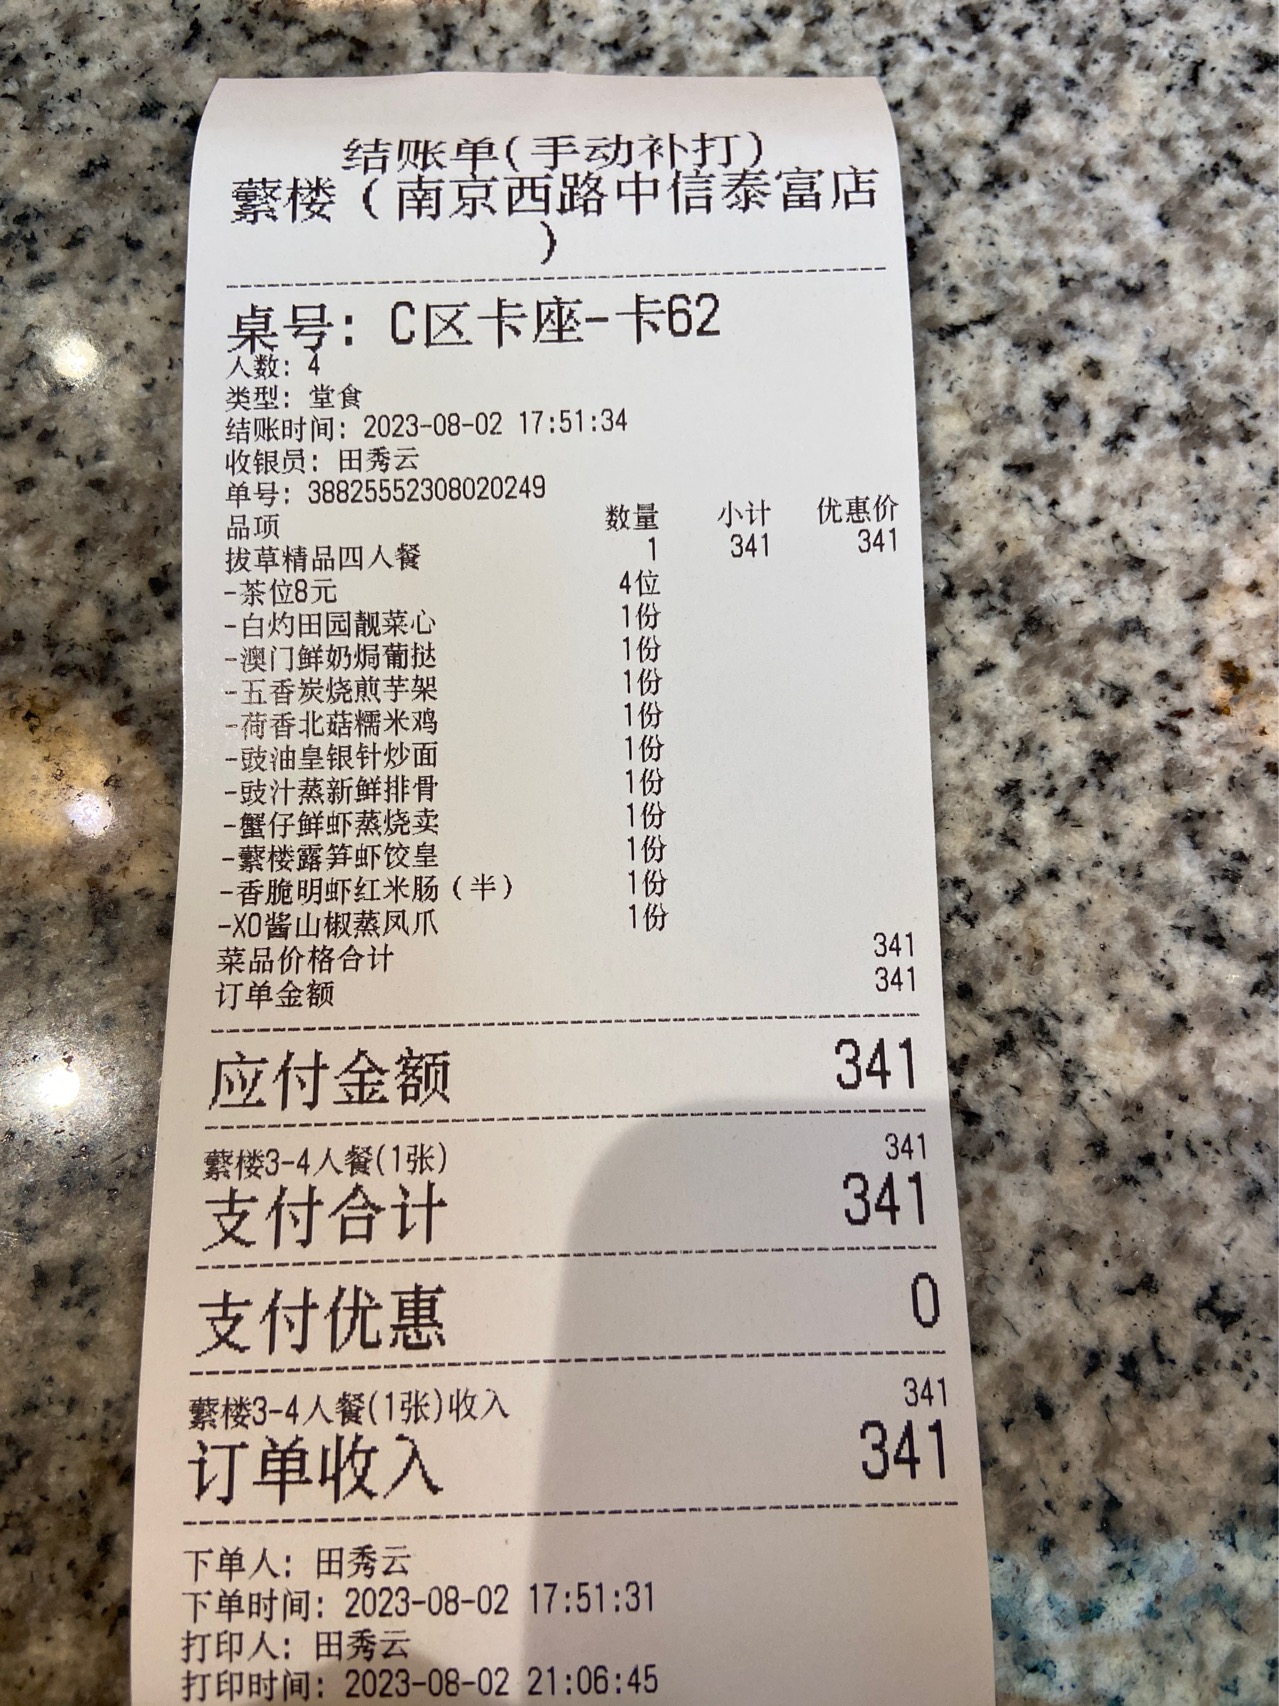 结账单(手动补打)
蘩楼（南京西路中信泰富店
）
桌号: C区卡座-卡62
人数: 4
类型: 堂食
结账时间: 2023-08-02 17:51:34
收银员: 田秀云
单号: 38825552308020249
品项 数量 小计 优惠价
拔草精品四人餐 1 341 341
-茶位8元 4位
-白灼田园靓菜心 1份
-澳门鲜奶焗葡挞 1份
-五香炭烧煎芋架 1份
-荷香北菇糯米鸡 1份
-豉油皇银针炒面 1份
-豉汁蒸新鲜排骨 1份
-蟹仔鲜虾蒸烧卖 1份
-蘩楼露笋虾饺皇 1份
-香脆明虾红米肠（半） 1份
-XO酱山椒蒸凤爪 1份
菜品价格合计 341
订单金额 341
应付金额 341
蘩楼3-4人餐(1张) 341
支付合计 341
支付优惠 0
蘩楼3-4人餐(1张)收入 341
订单收入 341
下单人: 田秀云
下单时间: 2023-08-02 17:51:31
打印人: 田秀云
打印时间: 2023-08-02 21:06:45